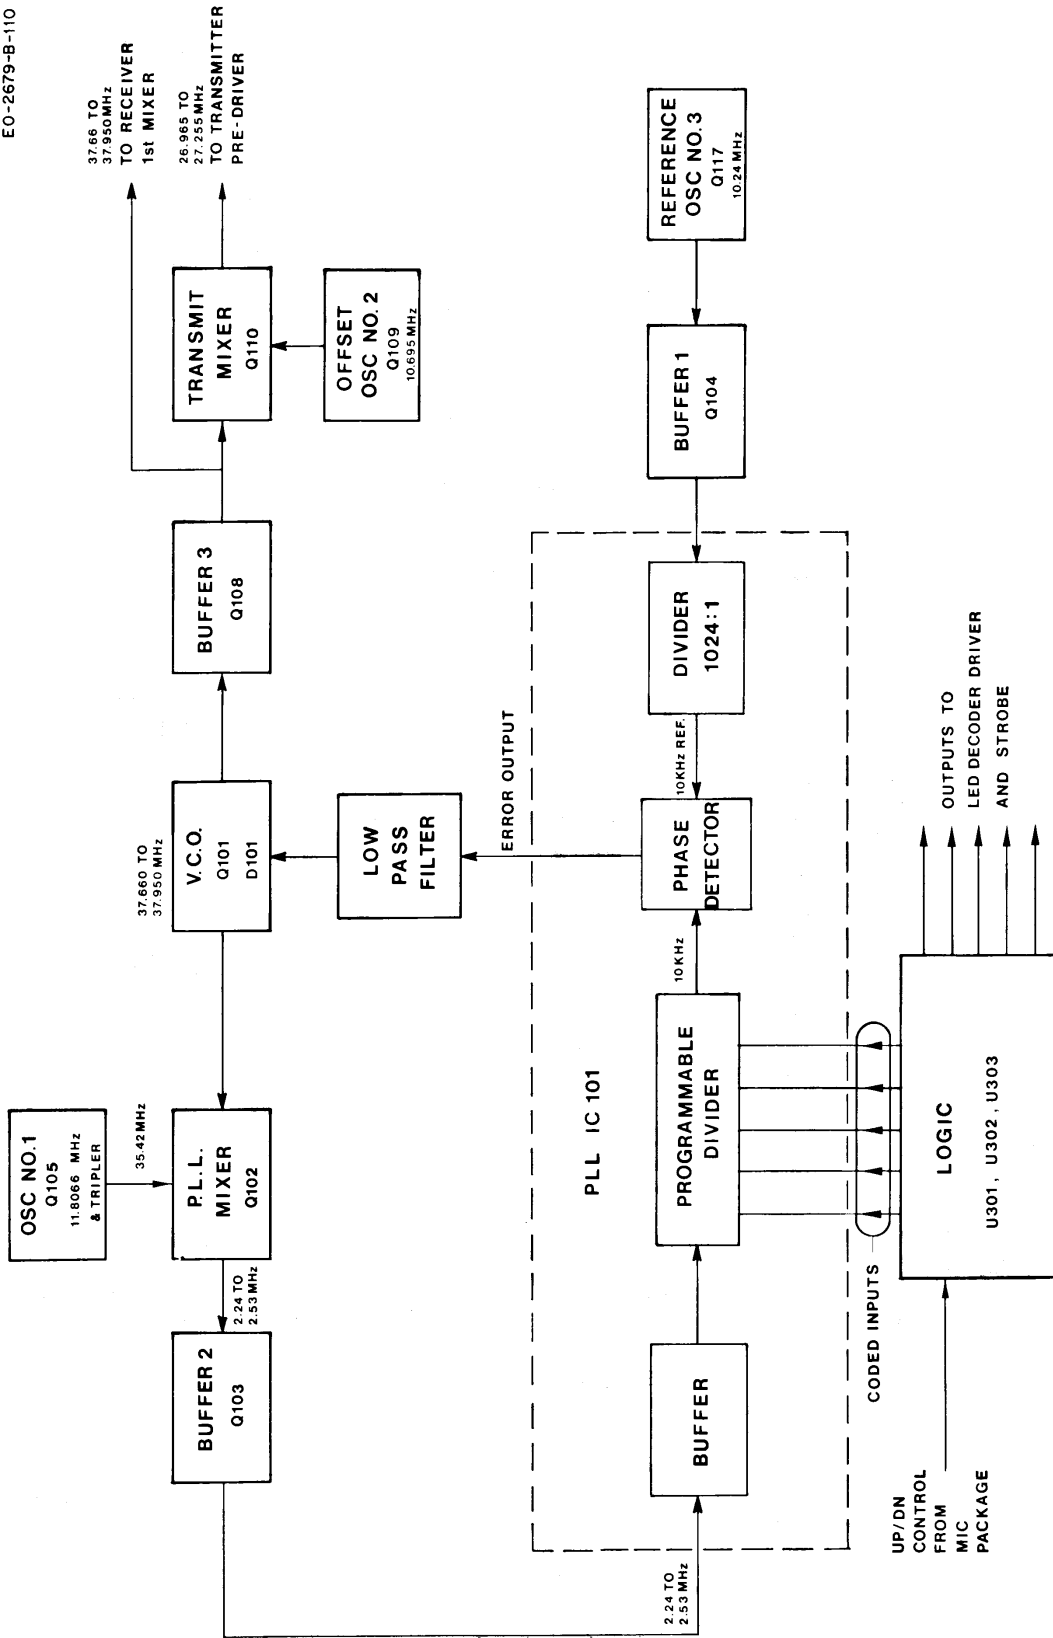 EO-2679-B-110
OSC NO.1
Q105
11.8066 MHz
& TRIPLER
35.42MHz
37.660 TO
37.950 MHz
37.66 TO
37.950MHz
TO RECEIVER
1st MIXER
26.965 TO
27.255MHz
TO TRANSMITTER
PRE-DRIVER
BUFFER 2
Q103
2.24 TO
2.53MHz
P.L.L.
MIXER
Q102
V.C.O.
Q101
D101
BUFFER 3
Q108
TRANSMIT
MIXER
Q110
LOW
PASS
FILTER
OFFSET
OSC NO.2
Q109
10.695MHz
ERROR OUTPUT
PLL IC 101
2.24 TO
2.53MHz
BUFFER
PROGRAMMABLE
DIVIDER
10KHz
PHASE
DETECTOR
10KHz REF.
DIVIDER
1024:1
BUFFER 1
Q104
REFERENCE
OSC NO.3
Q117
10.24 MHz
CODED INPUTS
UP/DN
CONTROL
FROM
MIC
PACKAGE
LOGIC
U301, U302, U303
OUTPUTS TO
LED DECODER DRIVER
AND STROBE